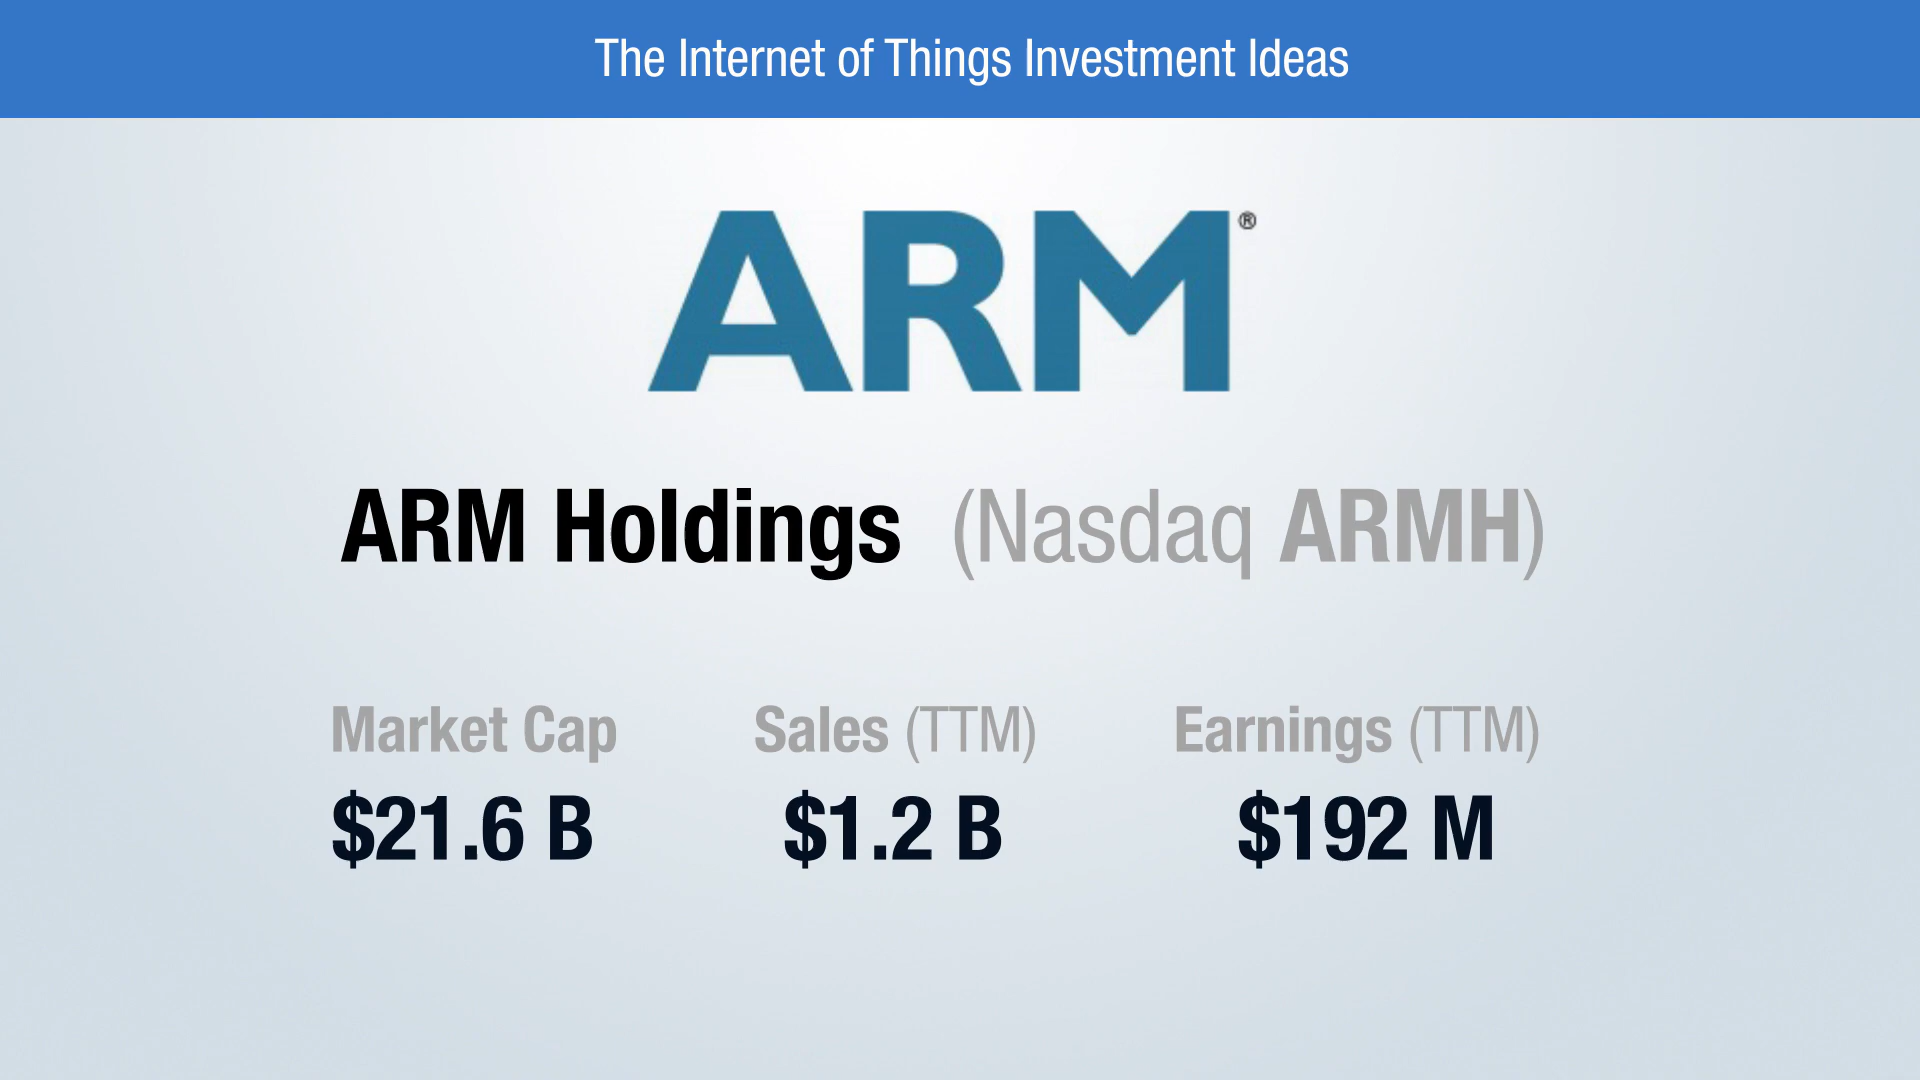 The Internet of Things Investment Ideas
ARM®
ARM Holdings (Nasdaq ARMH)
Market Cap Sales (TTM) Earnings (TTM)
$21.6 B $1.2 B $192 M